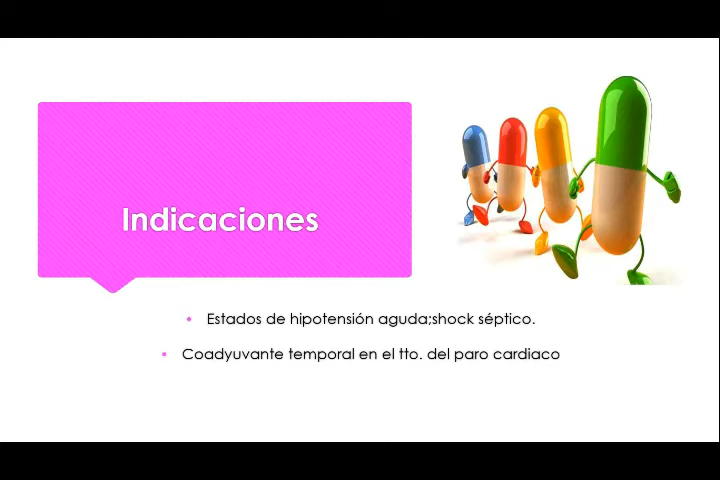 Indicaciones
Estados de hipotensión aguda;shock séptico.
Coadyuvante temporal en el tto. del paro cardiaco